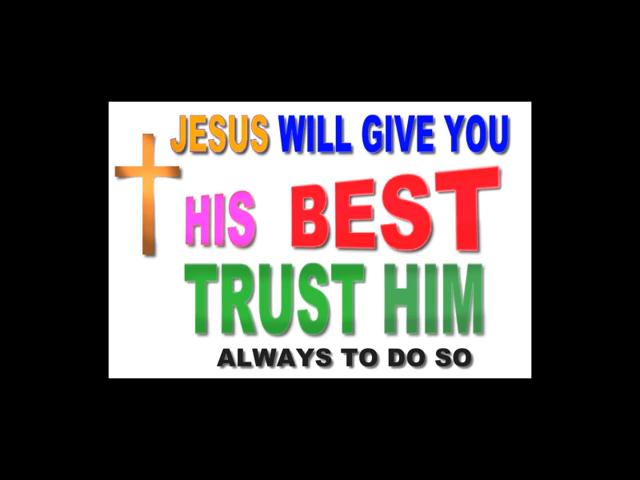 JESUS WILL GIVE YOU
HIS BEST
TRUST HIM
ALWAYS TO DO SO